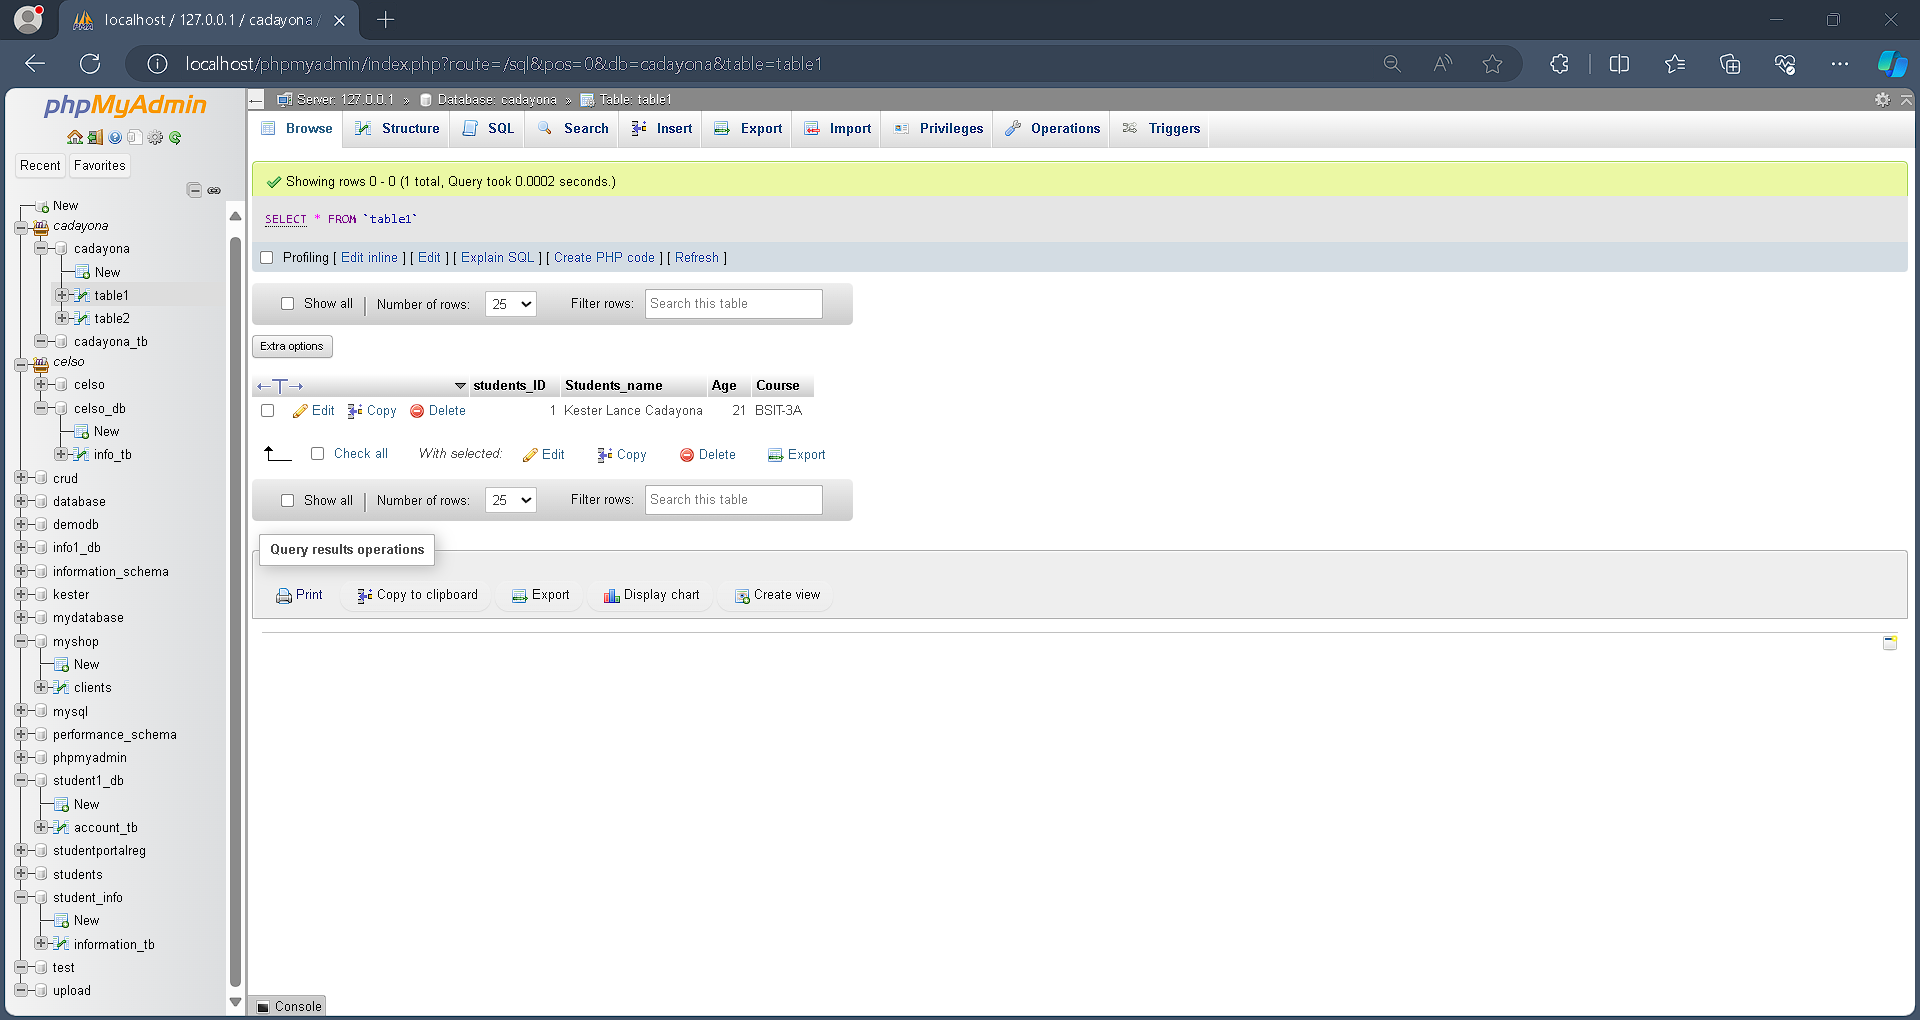 localhost / 127.0.0.1 / cadayona /
localhost/phpmyadmin/index.php?route=/sql&pos=0&db=cadayona&table=table1
phpMyAdmin
Recent Favorites
New
cadayona
cadayona
New
table1
table2
cadayona_tb
celso
celso
celso_db
New
info_tb
crud
database
demodb
info1_db
information_schema
kester
mydatabase
myshop
New
clients
mysql
performance_schema
phpmyadmin
student1_db
New
account_tb
studentportalreg
students
student_info
New
information_tb
test
upload
Server: 127.0.0.1 » Database: cadayona » Table: table1
Browse Structure SQL Search Insert Export Import Privileges Operations Triggers
Showing rows 0 - 0 (1 total, Query took 0.0002 seconds.)
SELECT * FROM `table1`
Profiling [ Edit inline ] [ Edit ] [ Explain SQL ] [ Create PHP code ] [ Refresh ]
Show all | Number of rows: 25 Filter rows: Search this table
Extra options
←T→ students_ID Students_name Age Course
Edit Copy Delete 1 Kester Lance Cadayona 21 BSIT-3A
Check all With selected: Edit Copy Delete Export
Show all | Number of rows: 25 Filter rows: Search this table
Query results operations
Print Copy to clipboard Export Display chart Create view
Console